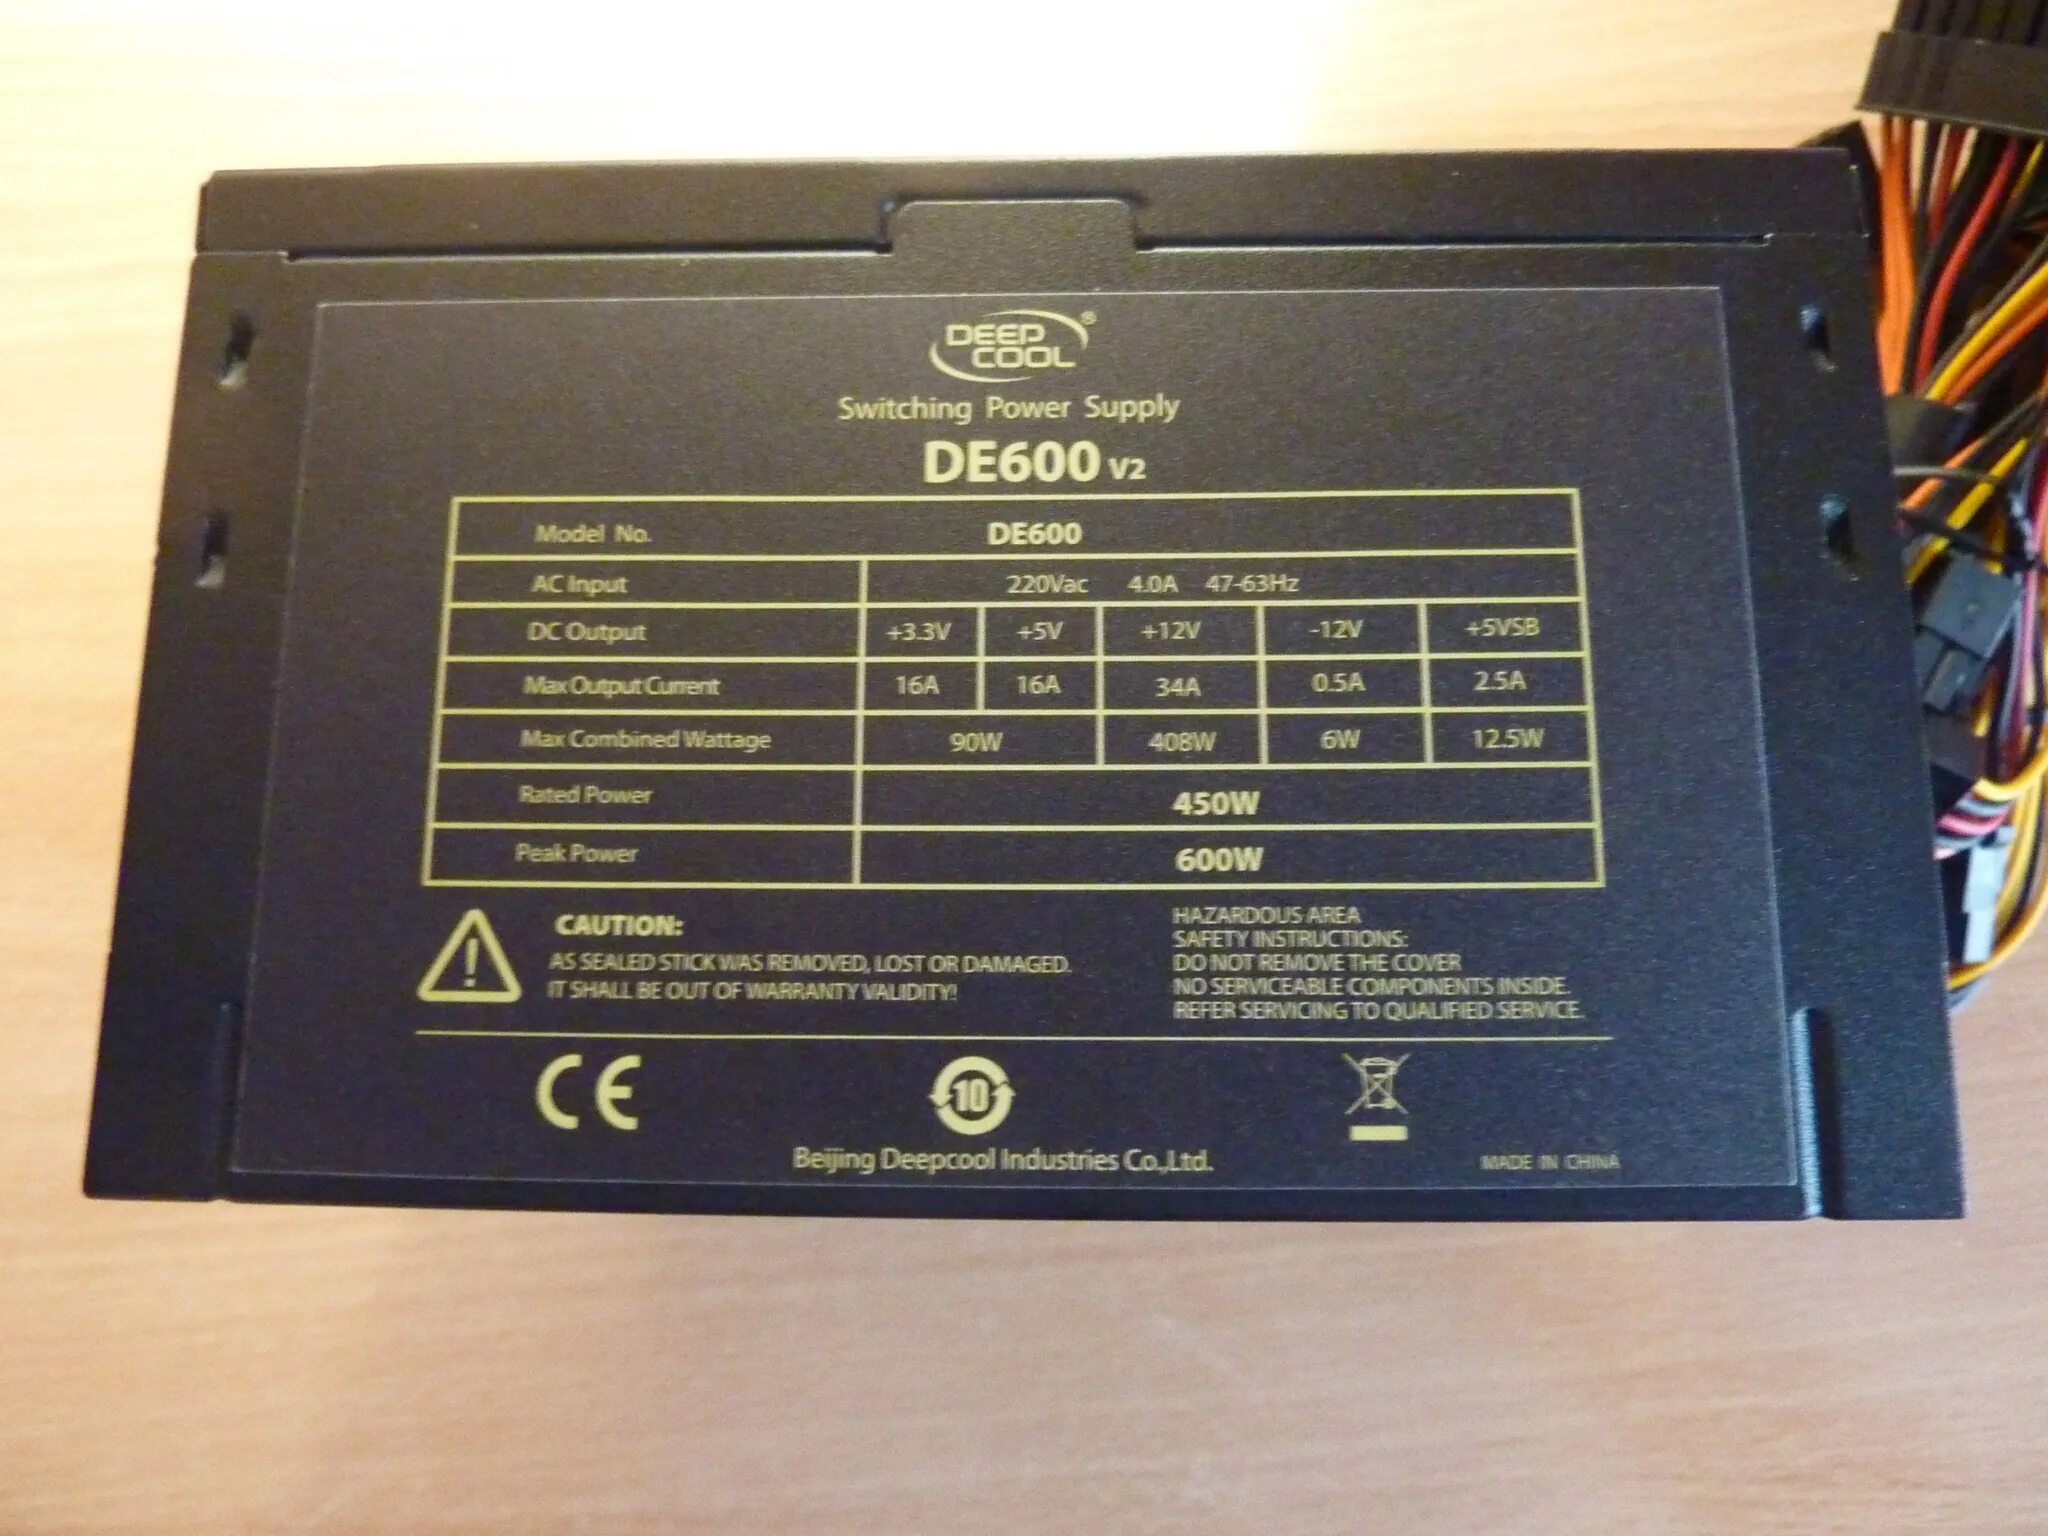 DEEP
COOL®
Switching Power Supply
DE600 V2
Model No. DE600
AC Input 220Vac 4.0A 47-63Hz
DC Output +3.3V +5V +12V -12V +5VSB
Max Output Current 16A 16A 34A 0.5A 2.5A
Max Combined Wattage 90W 408W 6W 12.5W
Rated Power 450W
Peak Power 600W
CAUTION:
AS SEALED STICK WAS REMOVED, LOST OR DAMAGED.
IT SHALL BE OUT OF WARRANTY VALIDITY!
HAZARDOUS AREA
SAFETY INSTRUCTIONS:
DO NOT REMOVE THE COVER
NO SERVICEABLE COMPONENTS INSIDE.
REFER SERVICING TO QUALIFIED SERVICE.
CE
10
Beijing Deepcool Industries Co.,Ltd.
MADE IN CHINA